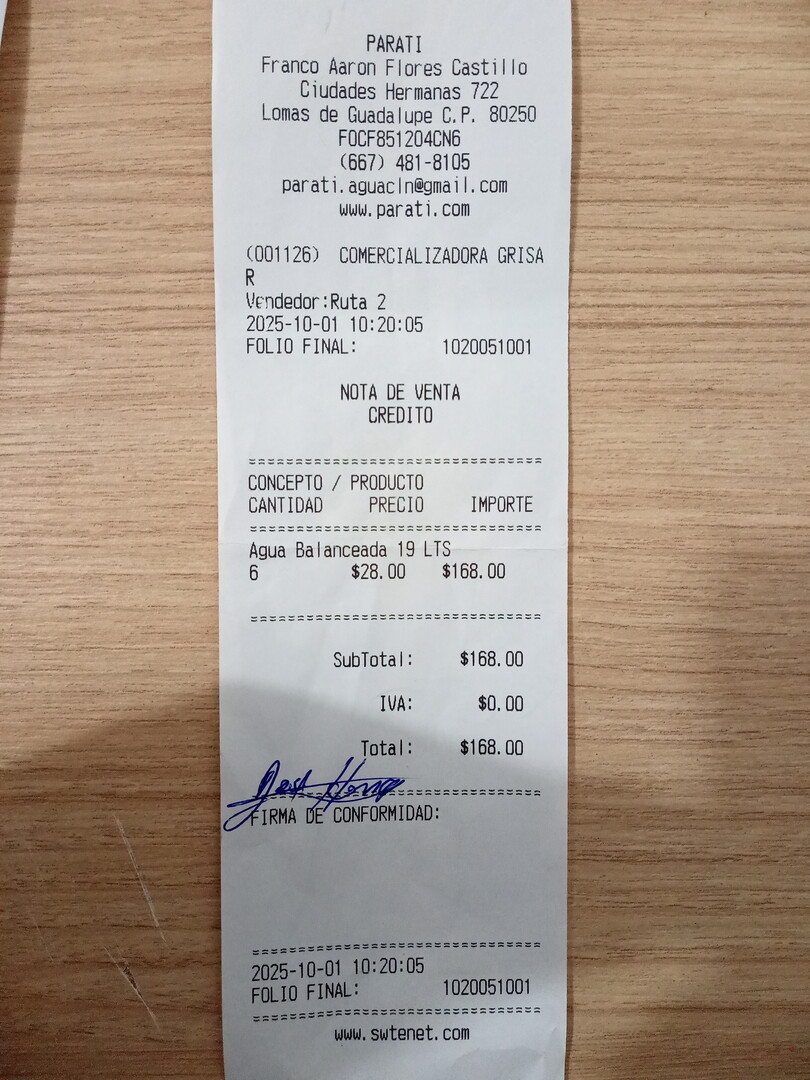 PARATI
Franco Aaron Flores Castillo
Ciudades Hermanas 722
Lomas de Guadalupe C.P. 80250
FOCF851204CN6
(667) 481-8105
parati.aguacln@gmail.com
www.parati.com
(001126) COMERCIALIZADORA GRISA
R
Vendedor:Ruta 2
2025-10-01 10:20:05
FOLIO FINAL: 1020051001
NOTA DE VENTA
CREDITO
================================
CONCEPTO / PRODUCTO
CANTIDAD PRECIO IMPORTE
================================
Agua Balanceada 19 LTS
6 $28.00 $168.00
================================
SubTotal: $168.00
IVA: $0.00
Total: $168.00
================================
FIRMA DE CONFORMIDAD:
================================
2025-10-01 10:20:05
FOLIO FINAL: 1020051001
================================
www.swtenet.com